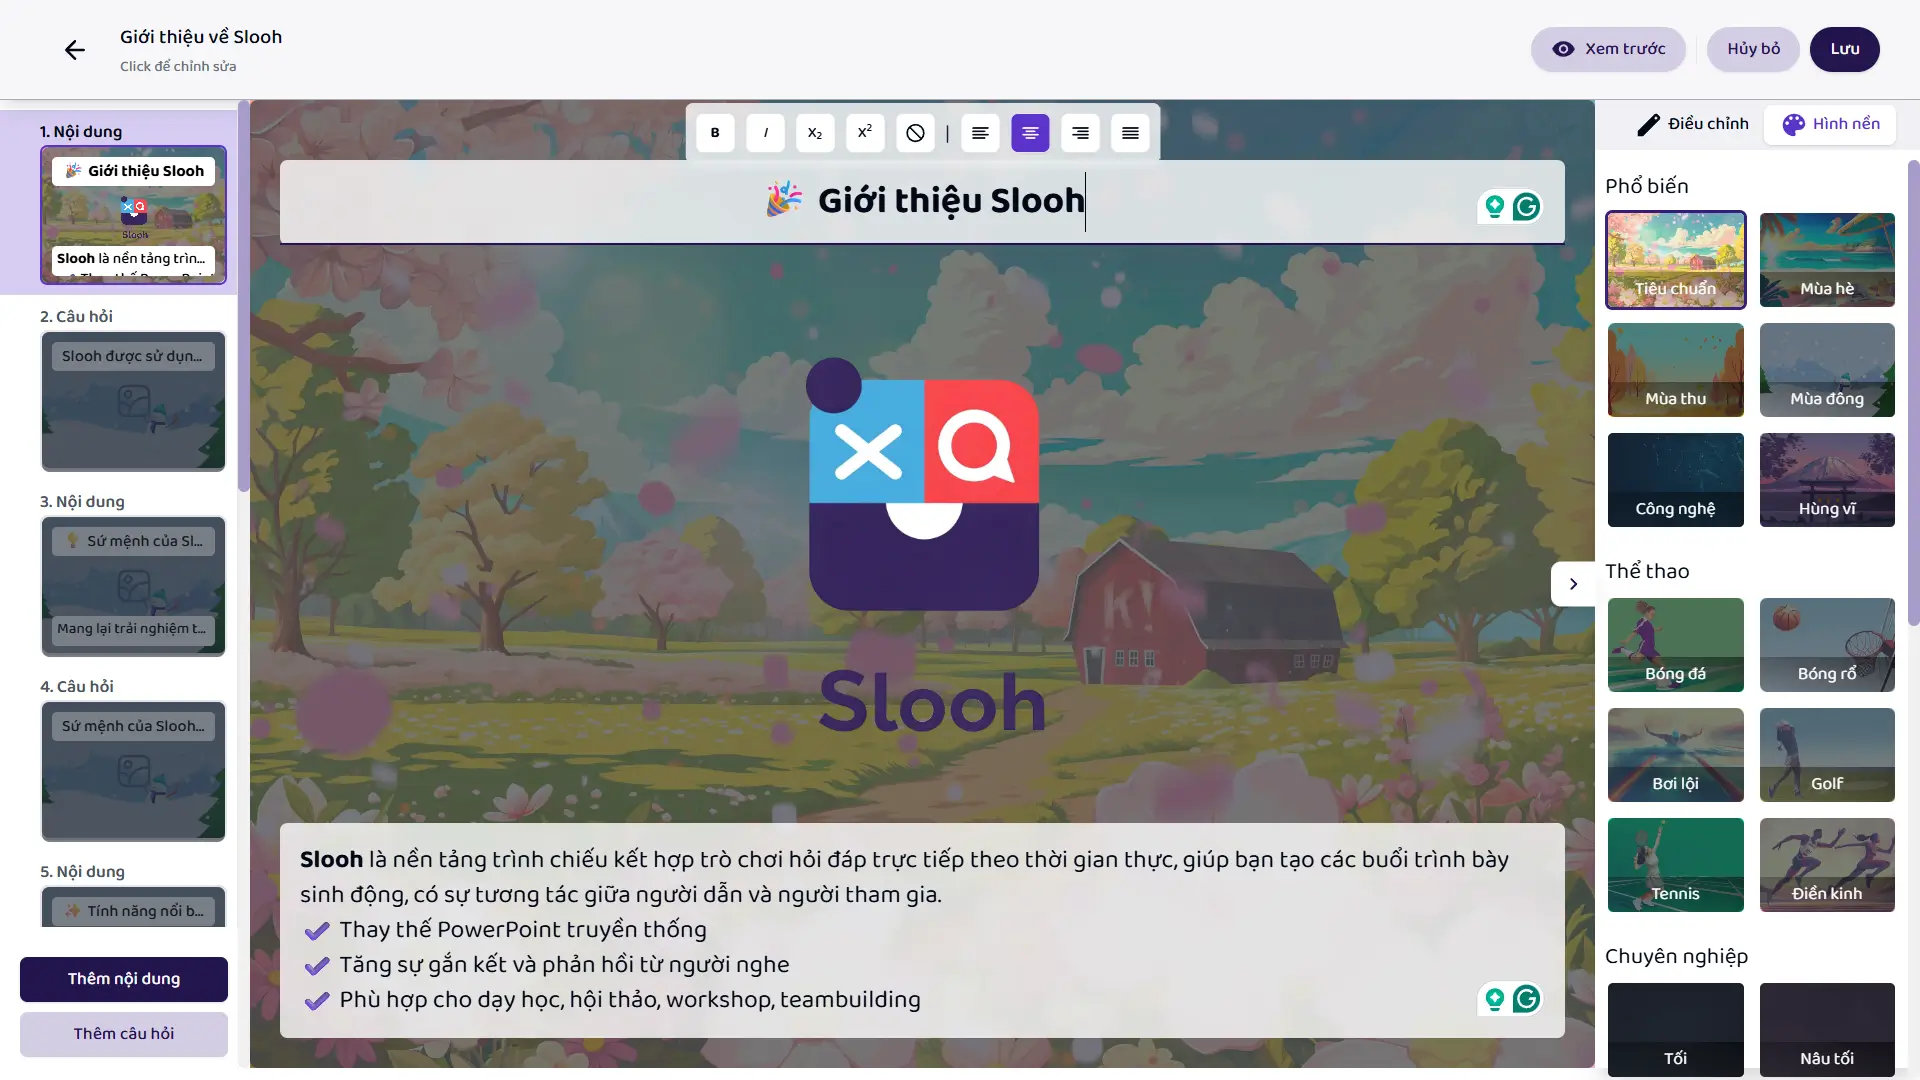 Giới thiệu về Slooh
Click để chỉnh sửa
Xem trước
Hủy bỏ
Lưu
1. Nội dung
🎉 Giới thiệu Slooh
Slooh
Slooh là nền tảng trìn...
2. Câu hỏi
Slooh được sử dụn...
3. Nội dung
💡 Sứ mệnh của Sl...
Mang lại trải nghiệm t...
4. Câu hỏi
Sứ mệnh của Slooh...
5. Nội dung
✨ Tính năng nổi b...
Thêm nội dung
Thêm câu hỏi
B I X₂ X² |
🎉 Giới thiệu Slooh
Slooh
Slooh là nền tảng trình chiếu kết hợp trò chơi hỏi đáp trực tiếp theo thời gian thực, giúp bạn tạo các buổi trình bày
sinh động, có sự tương tác giữa người dẫn và người tham gia.
✔ Thay thế PowerPoint truyền thống
✔ Tăng sự gắn kết và phản hồi từ người nghe
✔ Phù hợp cho dạy học, hội thảo, workshop, teambuilding
Điều chỉnh
Hình nền
Phổ biến
Tiêu chuẩn
Mùa hè
Mùa thu
Mùa đông
Công nghệ
Hùng vĩ
Thể thao
Bóng đá
Bóng rổ
Bơi lội
Golf
Tennis
Điền kinh
Chuyên nghiệp
Tối
Nâu tối